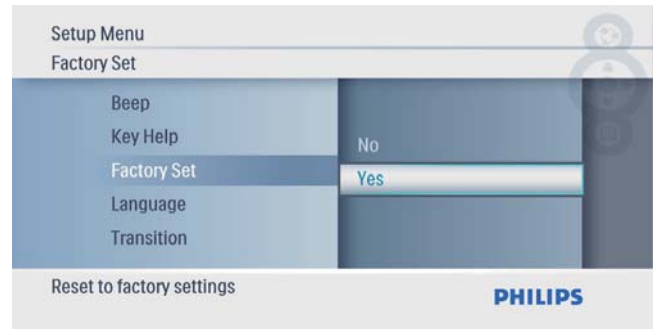 Setup Menu
Factory Set
Beep
Key Help
Factory Set
Language
Transition
No
Yes
Reset to factory settings
PHILIPS